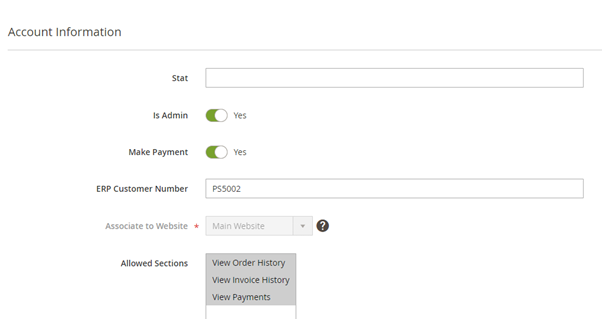 Account Information
Stat
Is Admin Yes
Make Payment Yes
ERP Customer Number PS5002
Associate to Website * Main Website ?
Allowed Sections View Order History
View Invoice History
View Payments